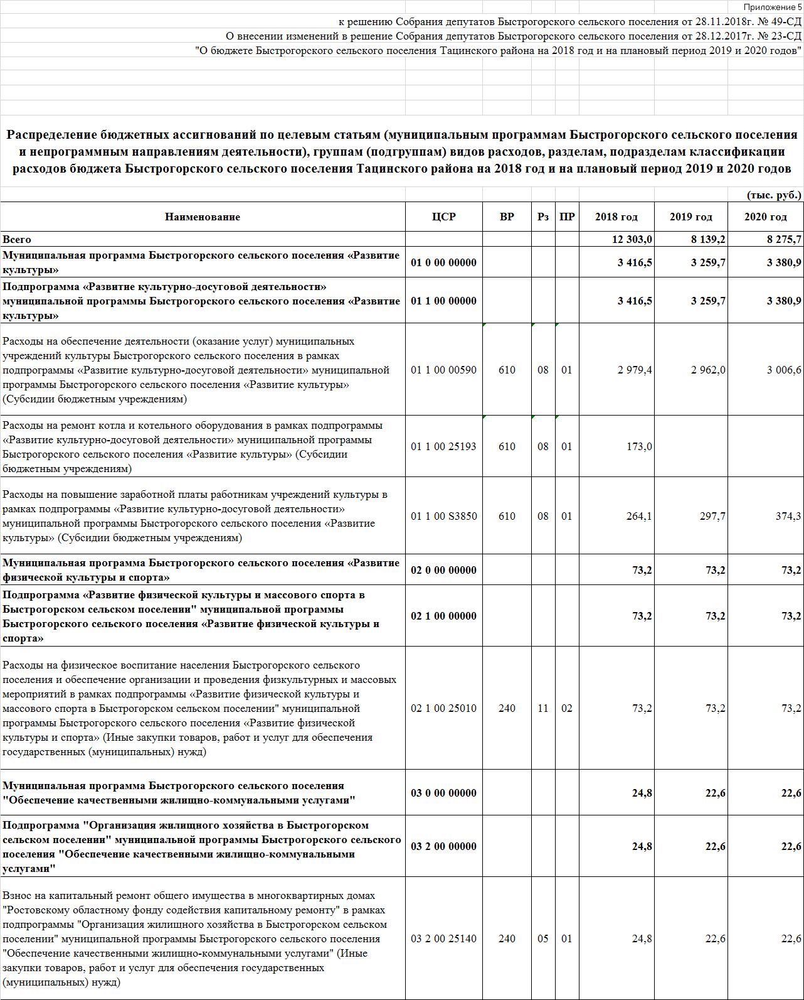 Приложение 5
к решению Собрания депутатов Быстрогорского сельского поселения от 28.11.2018г. № 49-СД
О внесении изменений в решение Собрания депутатов Быстрогорского сельского поселения от 28.12.2017г. № 23-СД
"О бюджете Быстрогорского сельского поселения Тацинского района на 2018 год и на плановый период 2019 и 2020 годов"
Распределение бюджетных ассигнований по целевым статьям (муниципальным программам Быстрогорского сельского поселения
и непрограммным направлениям деятельности), группам (подгруппам) видов расходов, разделам, подразделам классификации
расходов бюджета Быстрогорского сельского поселения Тацинского района на 2018 год и на плановый период 2019 и 2020 годов
(тыс. руб.)
Наименование ЦСР ВР Рз ПР 2018 год 2019 год 2020 год
Всего 12 303,0 8 139,2 8 275,7
Муниципальная программа Быстрогорского сельского поселения «Развитие
культуры» 01 0 00 00000 3 416,5 3 259,7 3 380,9
Подпрограмма «Развитие культурно-досуговой деятельности»
муниципальной программы Быстрогорского сельского поселения «Развитие
культуры» 01 1 00 00000 3 416,5 3 259,7 3 380,9
Расходы на обеспечение деятельности (оказание услуг) муниципальных
учреждений культуры Быстрогорского сельского поселения в рамках
подпрограммы «Развитие культурно-досуговой деятельности» муниципальной
программы Быстрогорского сельского поселения «Развитие культуры»
(Субсидии бюджетным учреждениям) 01 1 00 00590 610 08 01 2 979,4 2 962,0 3 006,6
Расходы на ремонт котла и котельного оборудования в рамках подпрограммы
«Развитие культурно-досуговой деятельности» муниципальной программы
Быстрогорского сельского поселения «Развитие культуры» (Субсидии
бюджетным учреждениям) 01 1 00 25193 610 08 01 173,0
Расходы на повышение заработной платы работникам учреждений культуры в
рамках подпрограммы «Развитие культурно-досуговой деятельности»
муниципальной программы Быстрогорского сельского поселения «Развитие
культуры» (Субсидии бюджетным учреждениям) 01 1 00 S3850 610 08 01 264,1 297,7 374,3
Муниципальная программа Быстрогорского сельского поселения «Развитие
физической культуры и спорта» 02 0 00 00000 73,2 73,2 73,2
Подпрограмма «Развитие физической культуры и массового спорта в
Быстрогорском сельском поселении" муниципальной программы
Быстрогорского сельского поселения «Развитие физической культуры и
спорта» 02 1 00 00000 73,2 73,2 73,2
Расходы на физическое воспитание населения Быстрогорского сельского
поселения и обеспечение организации и проведения физкультурных и массовых
мероприятий в рамках подпрограммы «Развитие физической культуры и
массового спорта в Быстрогорском сельском поселении" муниципальной
программы Быстрогорского сельского поселения «Развитие физической
культуры и спорта» (Иные закупки товаров, работ и услуг для обеспечения
государственных (муниципальных) нужд) 02 1 00 25010 240 11 02 73,2 73,2 73,2
Муниципальная программа Быстрогорского сельского поселения
"Обеспечение качественными жилищно-коммунальными услугами" 03 0 00 00000 24,8 22,6 22,6
Подпрограмма "Организация жилищного хозяйства в Быстрогорском
сельском поселении" муниципальной программы Быстрогорского сельского
поселения "Обеспечение качественными жилищно-коммунальными
услугами" 03 2 00 00000 24,8 22,6 22,6
Взнос на капитальный ремонт общего имущества в многоквартирных домах
"Ростовскому областному фонду содействия капитальному ремонту" в рамках
подпрограммы "Организация жилищного хозяйства в Быстрогорском сельском
поселении" муниципальной программы Быстрогорского сельского поселения
"Обеспечение качественными жилищно-коммунальными услугами" (Иные
закупки товаров, работ и услуг для обеспечения государственных
(муниципальных) нужд) 03 2 00 25140 240 05 01 24,8 22,6 22,6